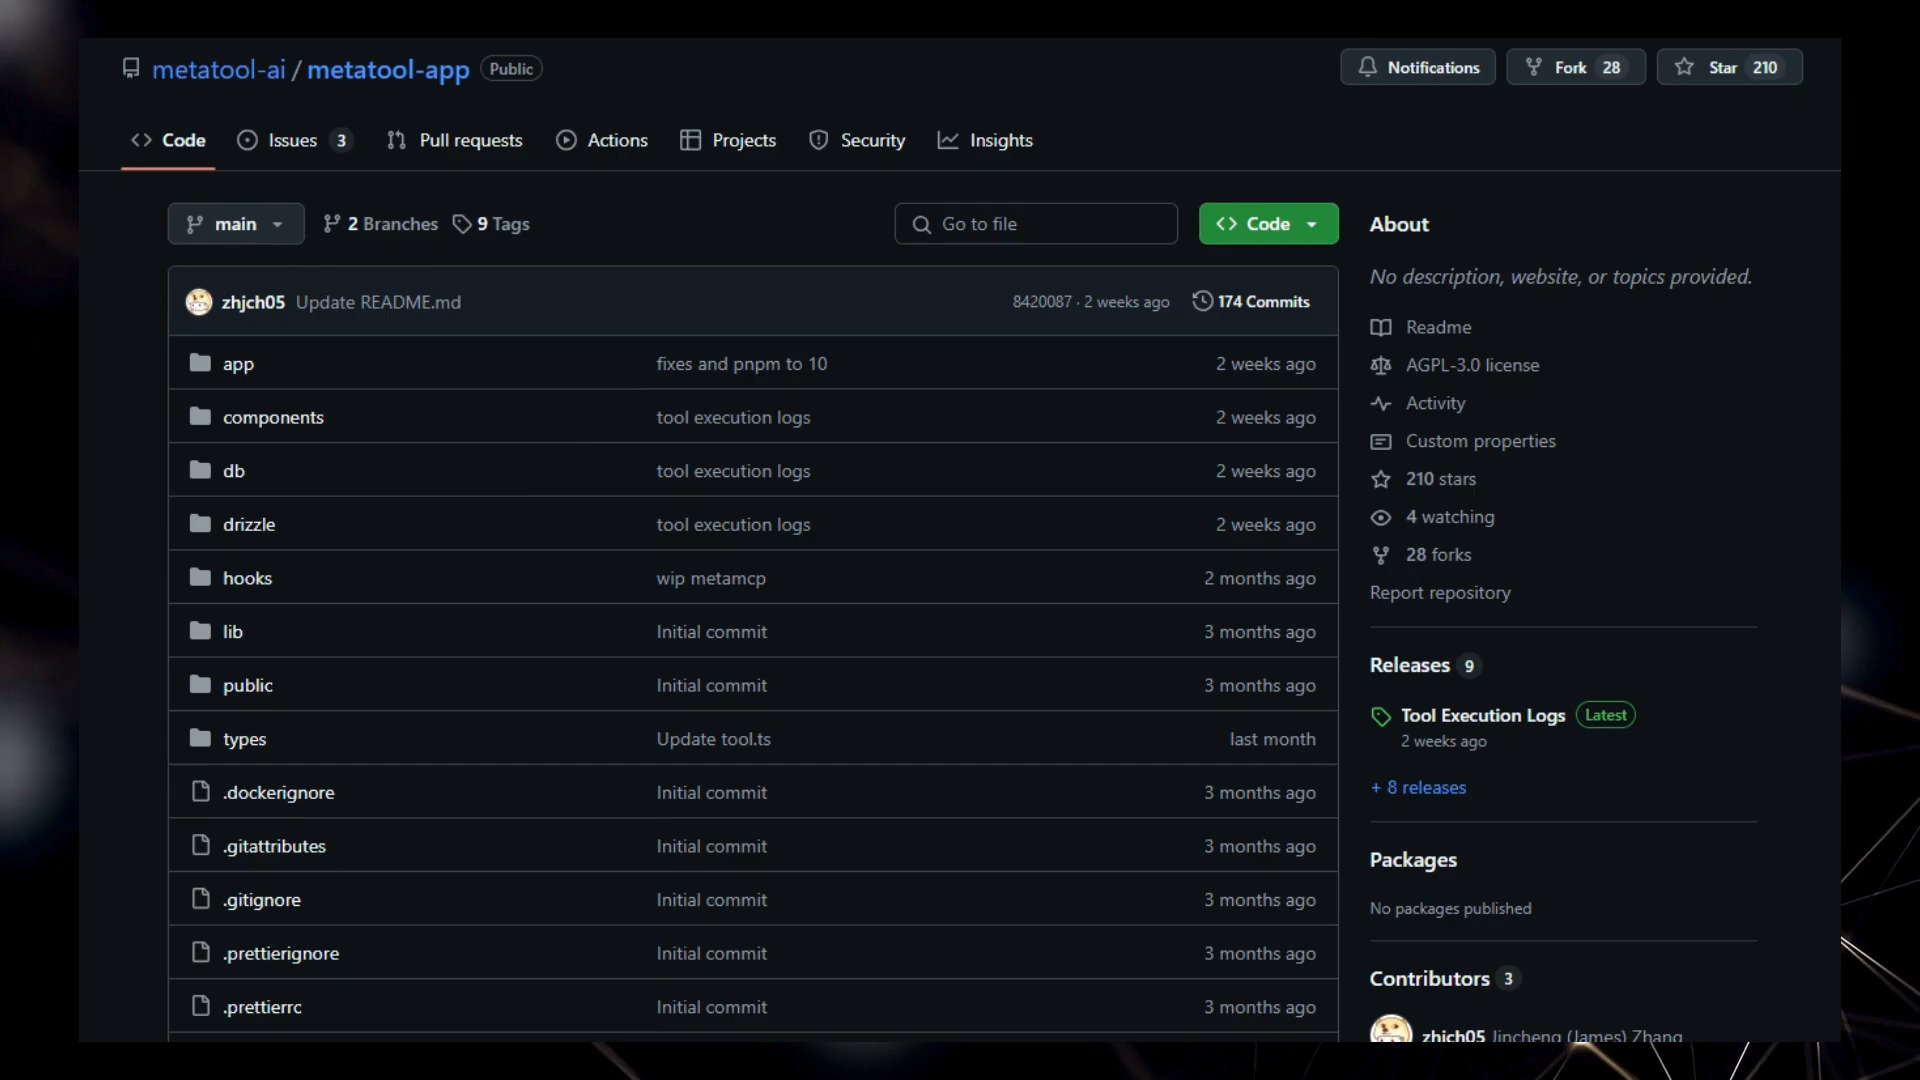 metatool-ai / metatool-app Public
Notifications Fork 28 Star 210
Code Issues 3 Pull requests Actions Projects Security Insights
main 2 Branches 9 Tags Go to file Code
zhjch05 Update README.md 8420087 · 2 weeks ago 174 Commits
app fixes and pnpm to 10 2 weeks ago
components tool execution logs 2 weeks ago
db tool execution logs 2 weeks ago
drizzle tool execution logs 2 weeks ago
hooks wip metamcp 2 months ago
lib Initial commit 3 months ago
public Initial commit 3 months ago
types Update tool.ts last month
.dockerignore Initial commit 3 months ago
.gitattributes Initial commit 3 months ago
.gitignore Initial commit 3 months ago
.prettierignore Initial commit 3 months ago
.prettierrc Initial commit 3 months ago
About
No description, website, or topics provided.
Readme
AGPL-3.0 license
Activity
Custom properties
210 stars
4 watching
28 forks
Report repository
Releases 9
Tool Execution Logs Latest
2 weeks ago
+ 8 releases
Packages
No packages published
Contributors 3
zhjch05 Jincheng (James) Zhang